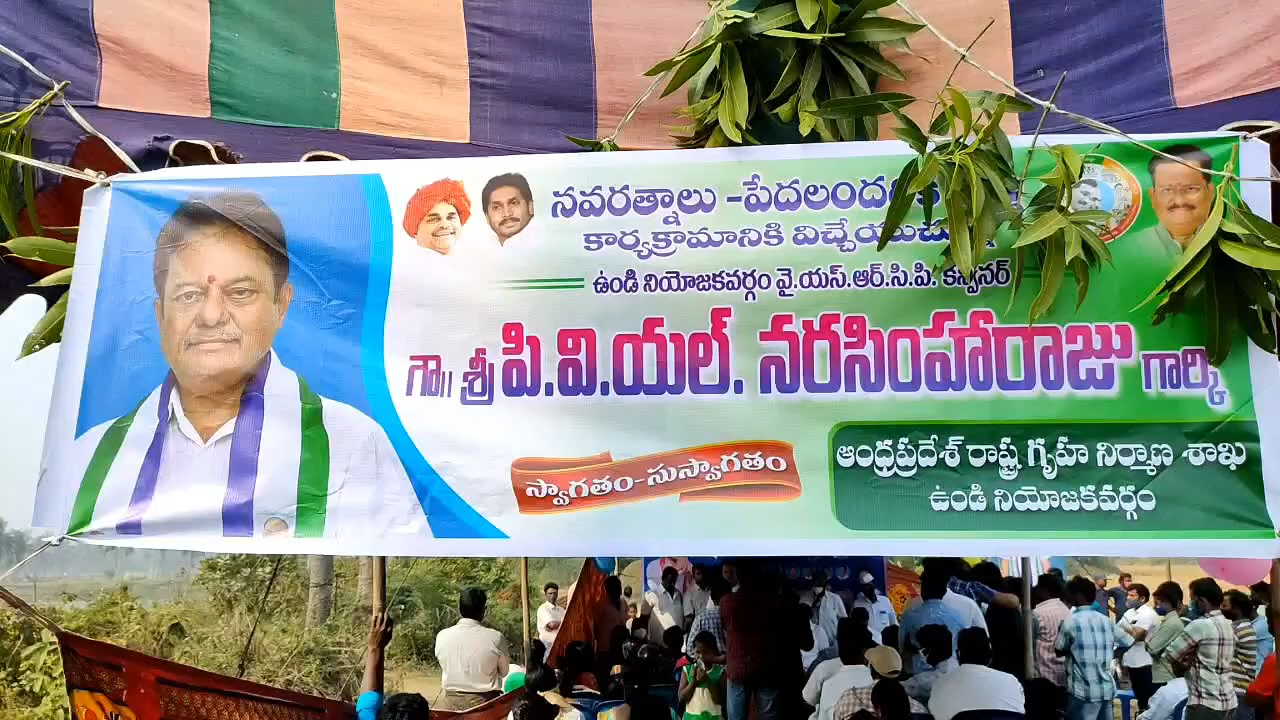 నవరత్నాలు -పేదలందరికీ
కార్యక్రమానికి విచ్చేయుచున్న
ఉండి నియోజకవర్గం వై.యస్.ఆర్.సి.పి. కన్వీనర్
గౌ॥ శ్రీ పి.వి.యల్. నరసింహారాజు గార్కి
స్వాగతం-సుస్వాగతం
ఆంధ్రప్రదేశ్ రాష్ట్ర గృహ నిర్మాణ శాఖ
ఉండి నియోజకవర్గం